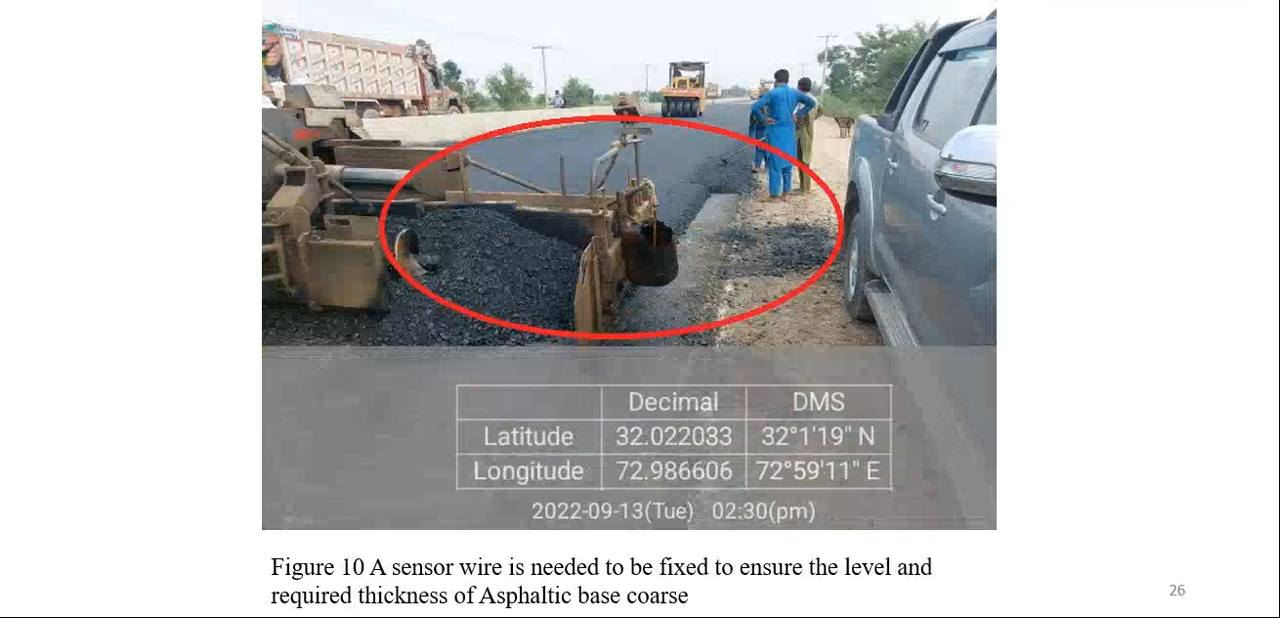 Decimal DMS
Latitude 32.022033 32°1'19" N
Longitude 72.986606 72°59'11" E
2022-09-13(Tue) 02:30(pm)
Figure 10 A sensor wire is needed to be fixed to ensure the level and
required thickness of Asphaltic base coarse
26